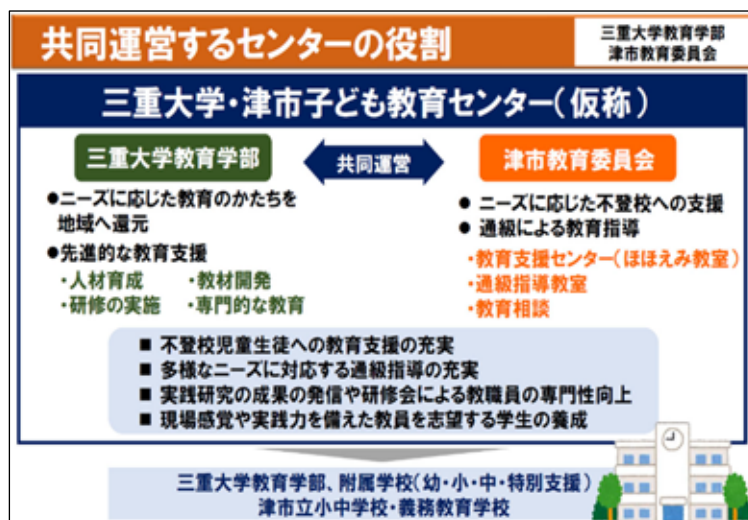 共同運営するセンターの役割
三重大学教育学部
津市教育委員会
三重大学・津市子ども教育センター(仮称)
三重大学教育学部
共同運営
津市教育委員会
●ニーズに応じた教育のかたちを
地域へ還元
●先進的な教育支援
・人材育成 ・教材開発
・研修の実施 ・専門的な教育
● ニーズに応じた不登校への支援
● 通級による教育指導
・教育支援センター(ほほえみ教室)
・通級指導教室
・教育相談
■ 不登校児童生徒への教育支援の充実
■ 多様なニーズに対応する通級指導の充実
■ 実践研究の成果の発信や研修会による教職員の専門性向上
■ 現場感覚や実践力を備えた教員を志望する学生の養成
三重大学教育学部、附属学校(幼・小・中・特別支援)
津市立小中学校・義務教育学校